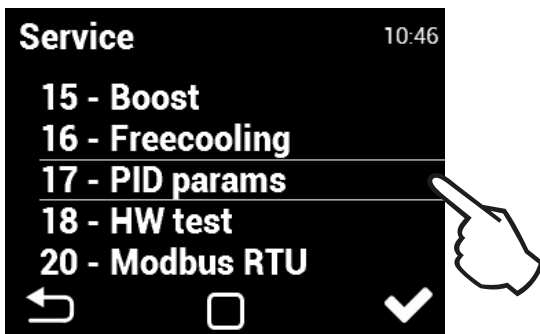 Service 10:46
15 - Boost
16 - Freecooling
17 - PID params
18 - HW test
20 - Modbus RTU